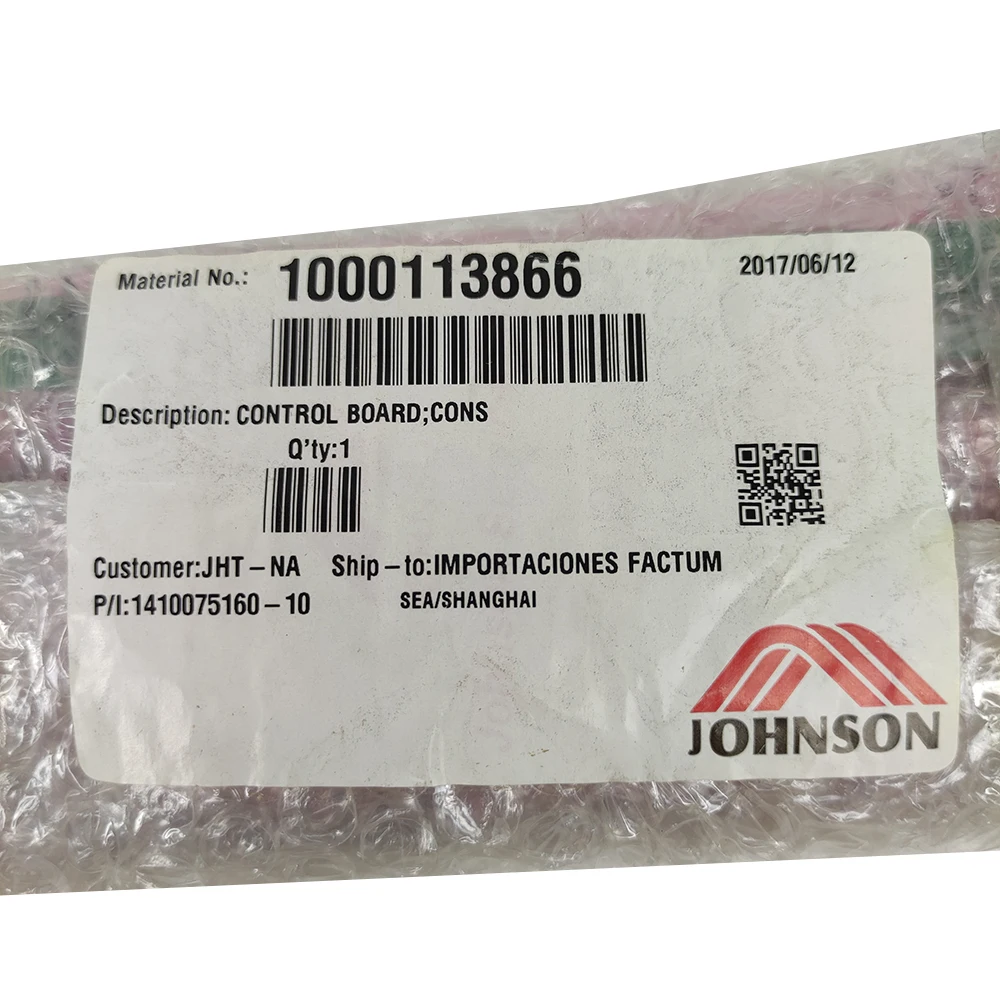 Material No.: 1000113866 2017/06/12
Description: CONTROL BOARD;CONS
Q'ty:1
Customer:JHT-NA Ship-to:IMPORTACIONES FACTUM
P/I:1410075160-10 SEA/SHANGHAI
JOHNSON